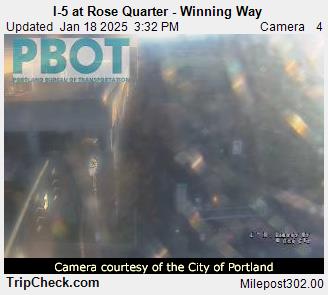 I-5 at Rose Quarter - Winning Way
Updated Jan 18 2025 3:32 PM Camera 4
PBOT
PORTLAND BUREAU OF TRANSPORTATION
Camera courtesy of the City of Portland
TripCheck.com Milepost302.00